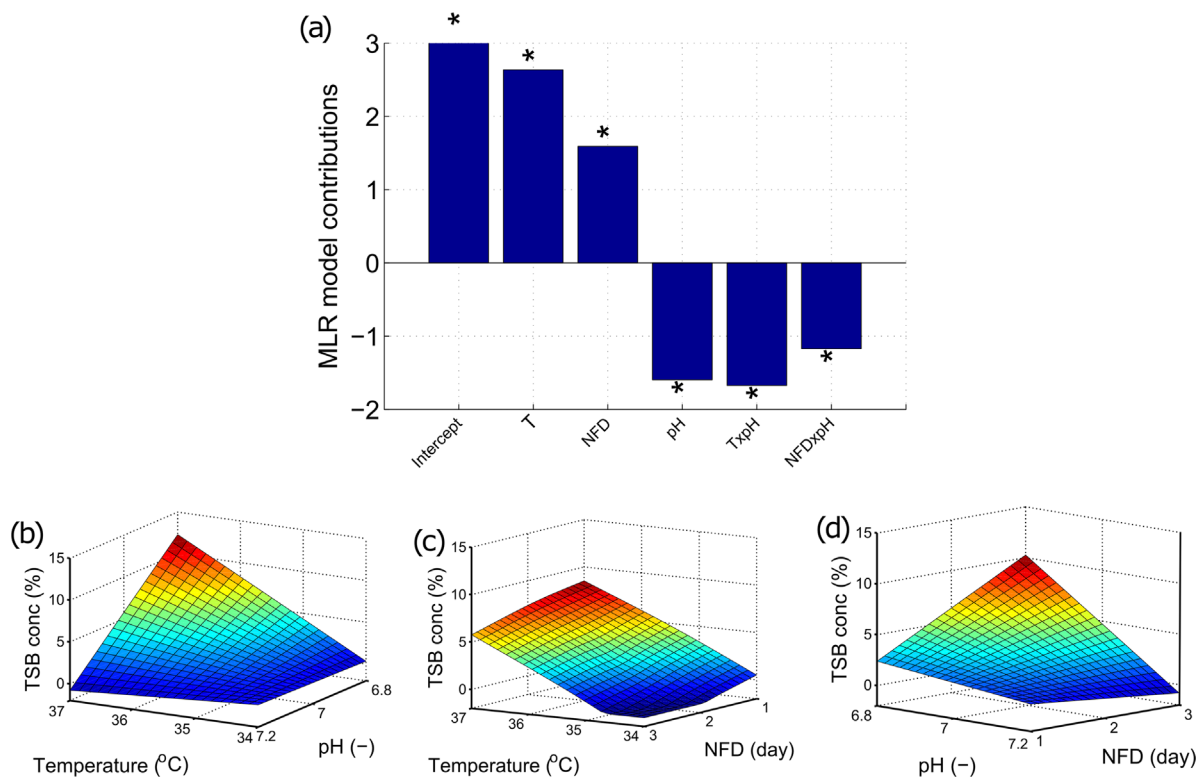 (a)
MLR model contributions
3
2
1
0
−1
−2
*
*
*
*
*
*
Intercept
T
NFD
pH
TxpH
NFDxpH
(b)
TSB conc (%)
15
10
5
0
37
36
35
34
7.2
7
6.8
Temperature (°C)
pH (−)
(c)
TSB conc (%)
15
10
5
0
37
36
35
34
3
2
1
Temperature (°C)
NFD (day)
(d)
TSB conc (%)
15
10
5
0
6.8
7
7.2
1
2
3
pH (−)
NFD (day)